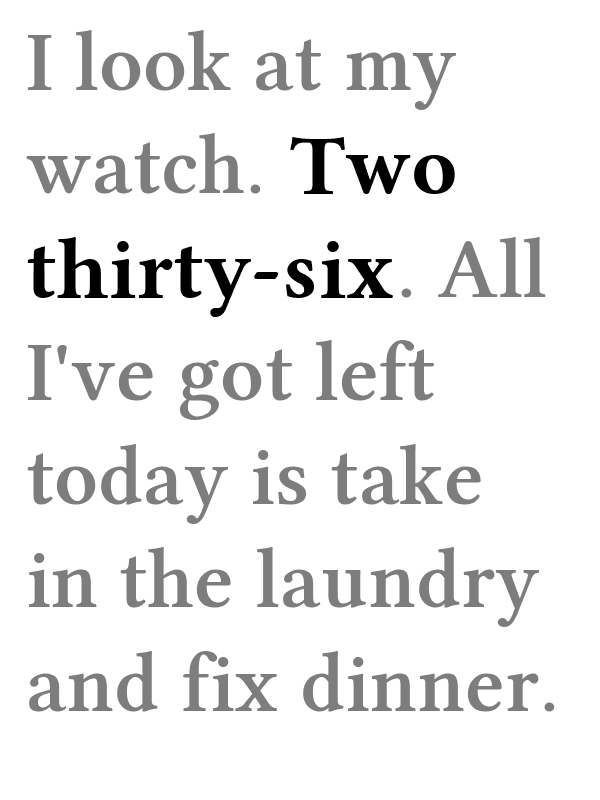 I look at my
watch. Two
thirty-six. All
I've got left
today is take
in the laundry
and fix dinner.